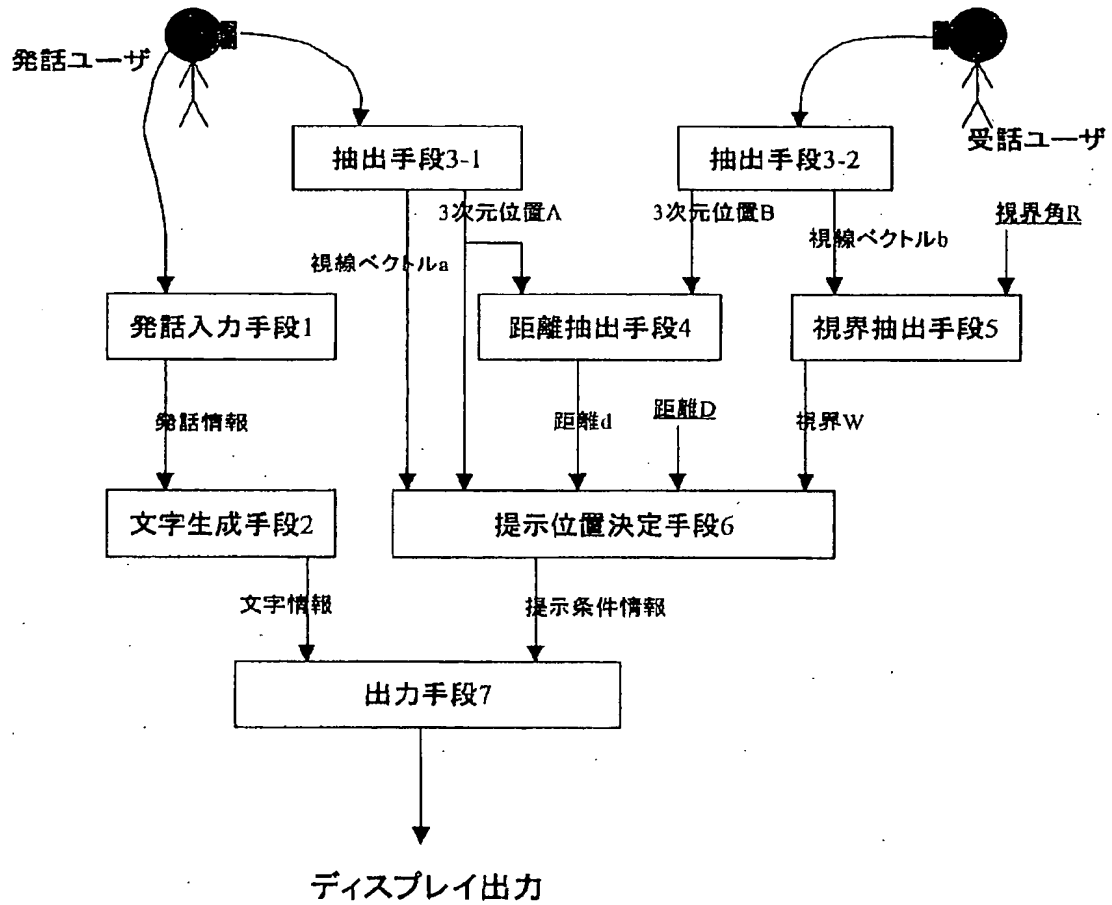 発話ユーザ
受話ユーザ
抽出手段3-1
抽出手段3-2
3次元位置A
3次元位置B
視界角R
視線ベクトルa
視線ベクトルb
発話入力手段1
距離抽出手段4
視界抽出手段5
発話情報
距離d
距離D
視界W
文字生成手段2
提示位置決定手段6
文字情報
提示条件情報
出力手段7
ディスプレイ出力